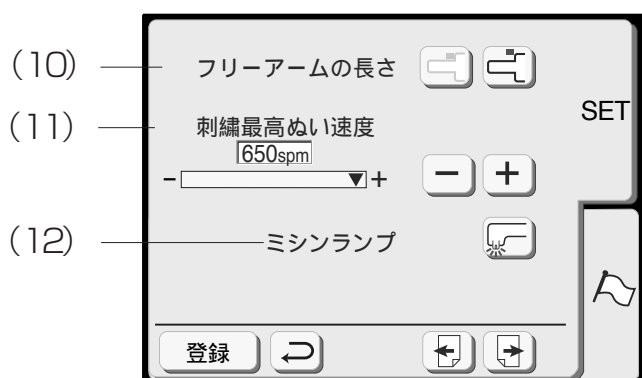 (10) フリーアームの長さ
SET
(11) 刺繍最高ぬい速度
650spm
- +
− +
(12) ミシンランプ
登録